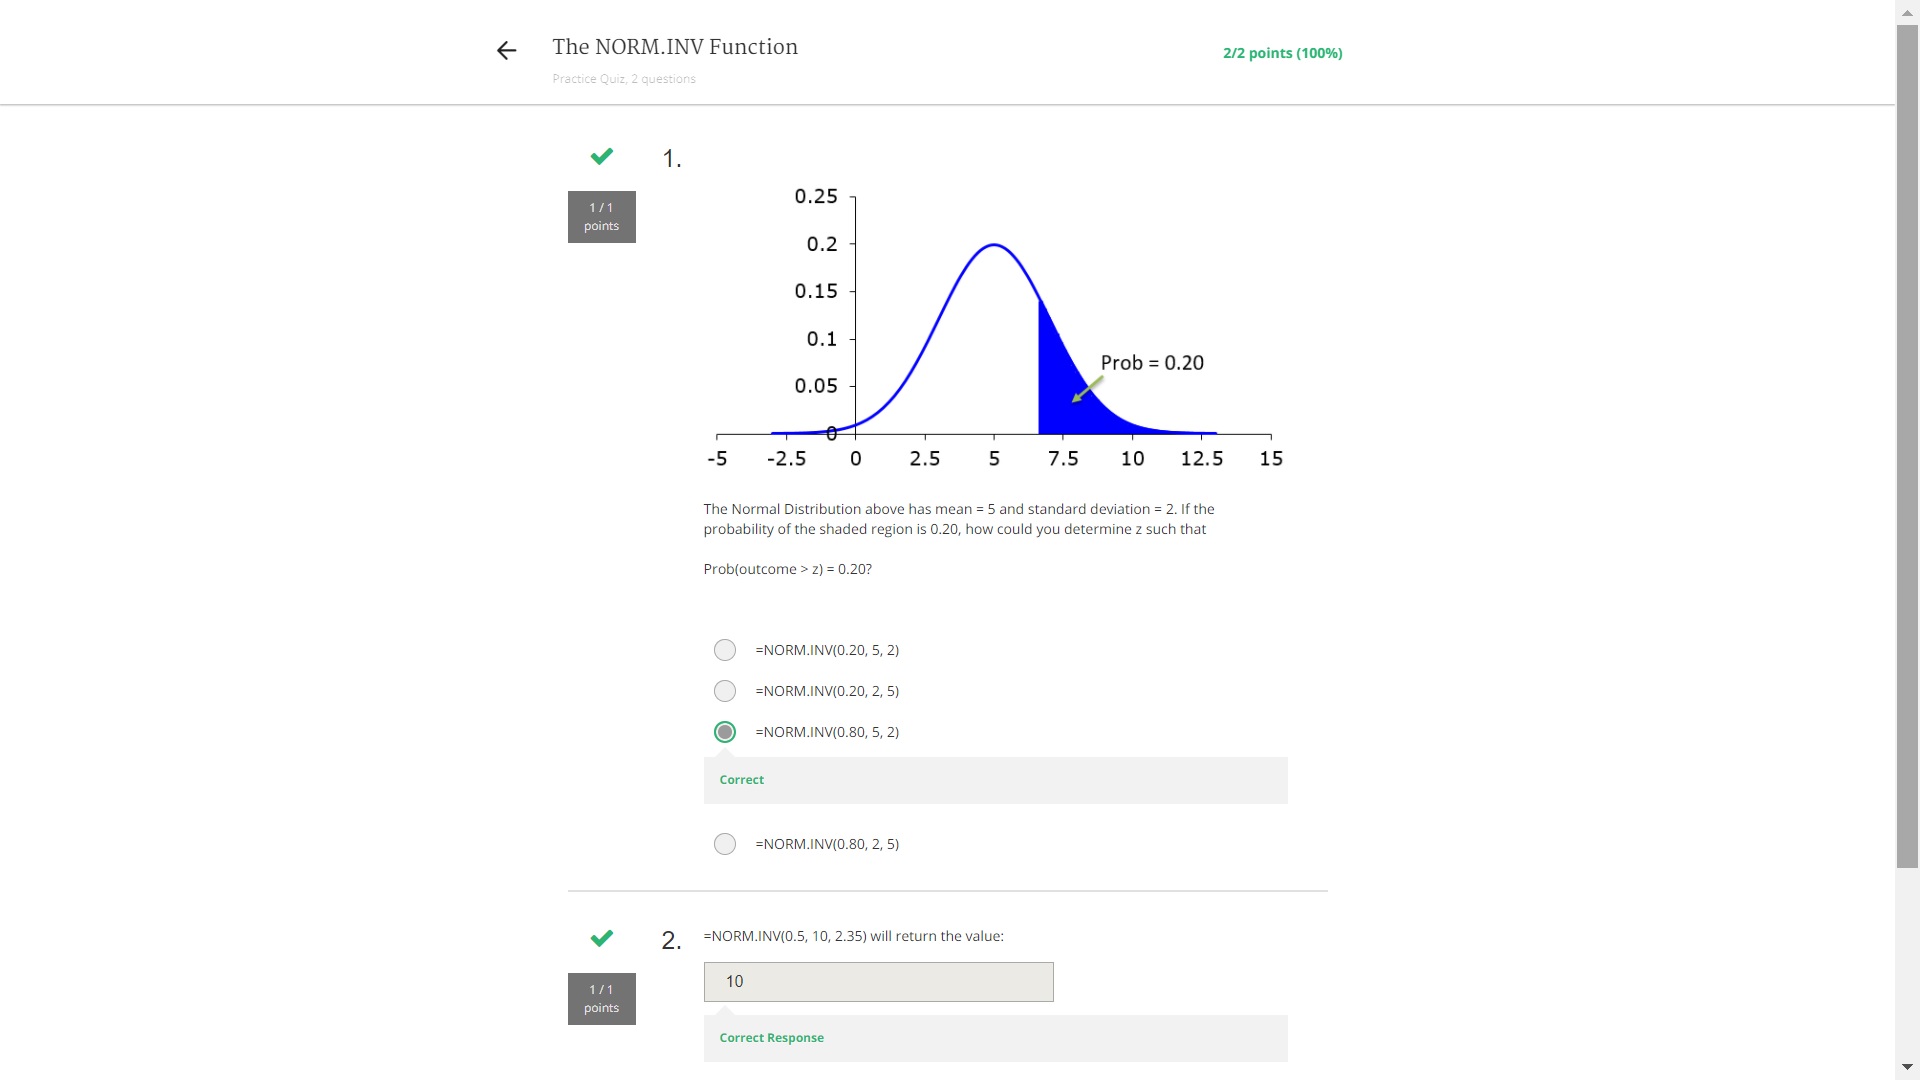 The NORM.INV Function
2/2 points (100%)
Practice Quiz, 2 questions
1.
1 / 1
points
0.25
0.2
0.15
0.1
0.05
0
Prob = 0.20
-5 -2.5 0 2.5 5 7.5 10 12.5 15
The Normal Distribution above has mean = 5 and standard deviation = 2. If the
probability of the shaded region is 0.20, how could you determine z such that
Prob(outcome > z) = 0.20?
=NORM.INV(0.20, 5, 2)
=NORM.INV(0.20, 2, 5)
=NORM.INV(0.80, 5, 2)
Correct
=NORM.INV(0.80, 2, 5)
2. =NORM.INV(0.5, 10, 2.35) will return the value:
1 / 1
points
10
Correct Response